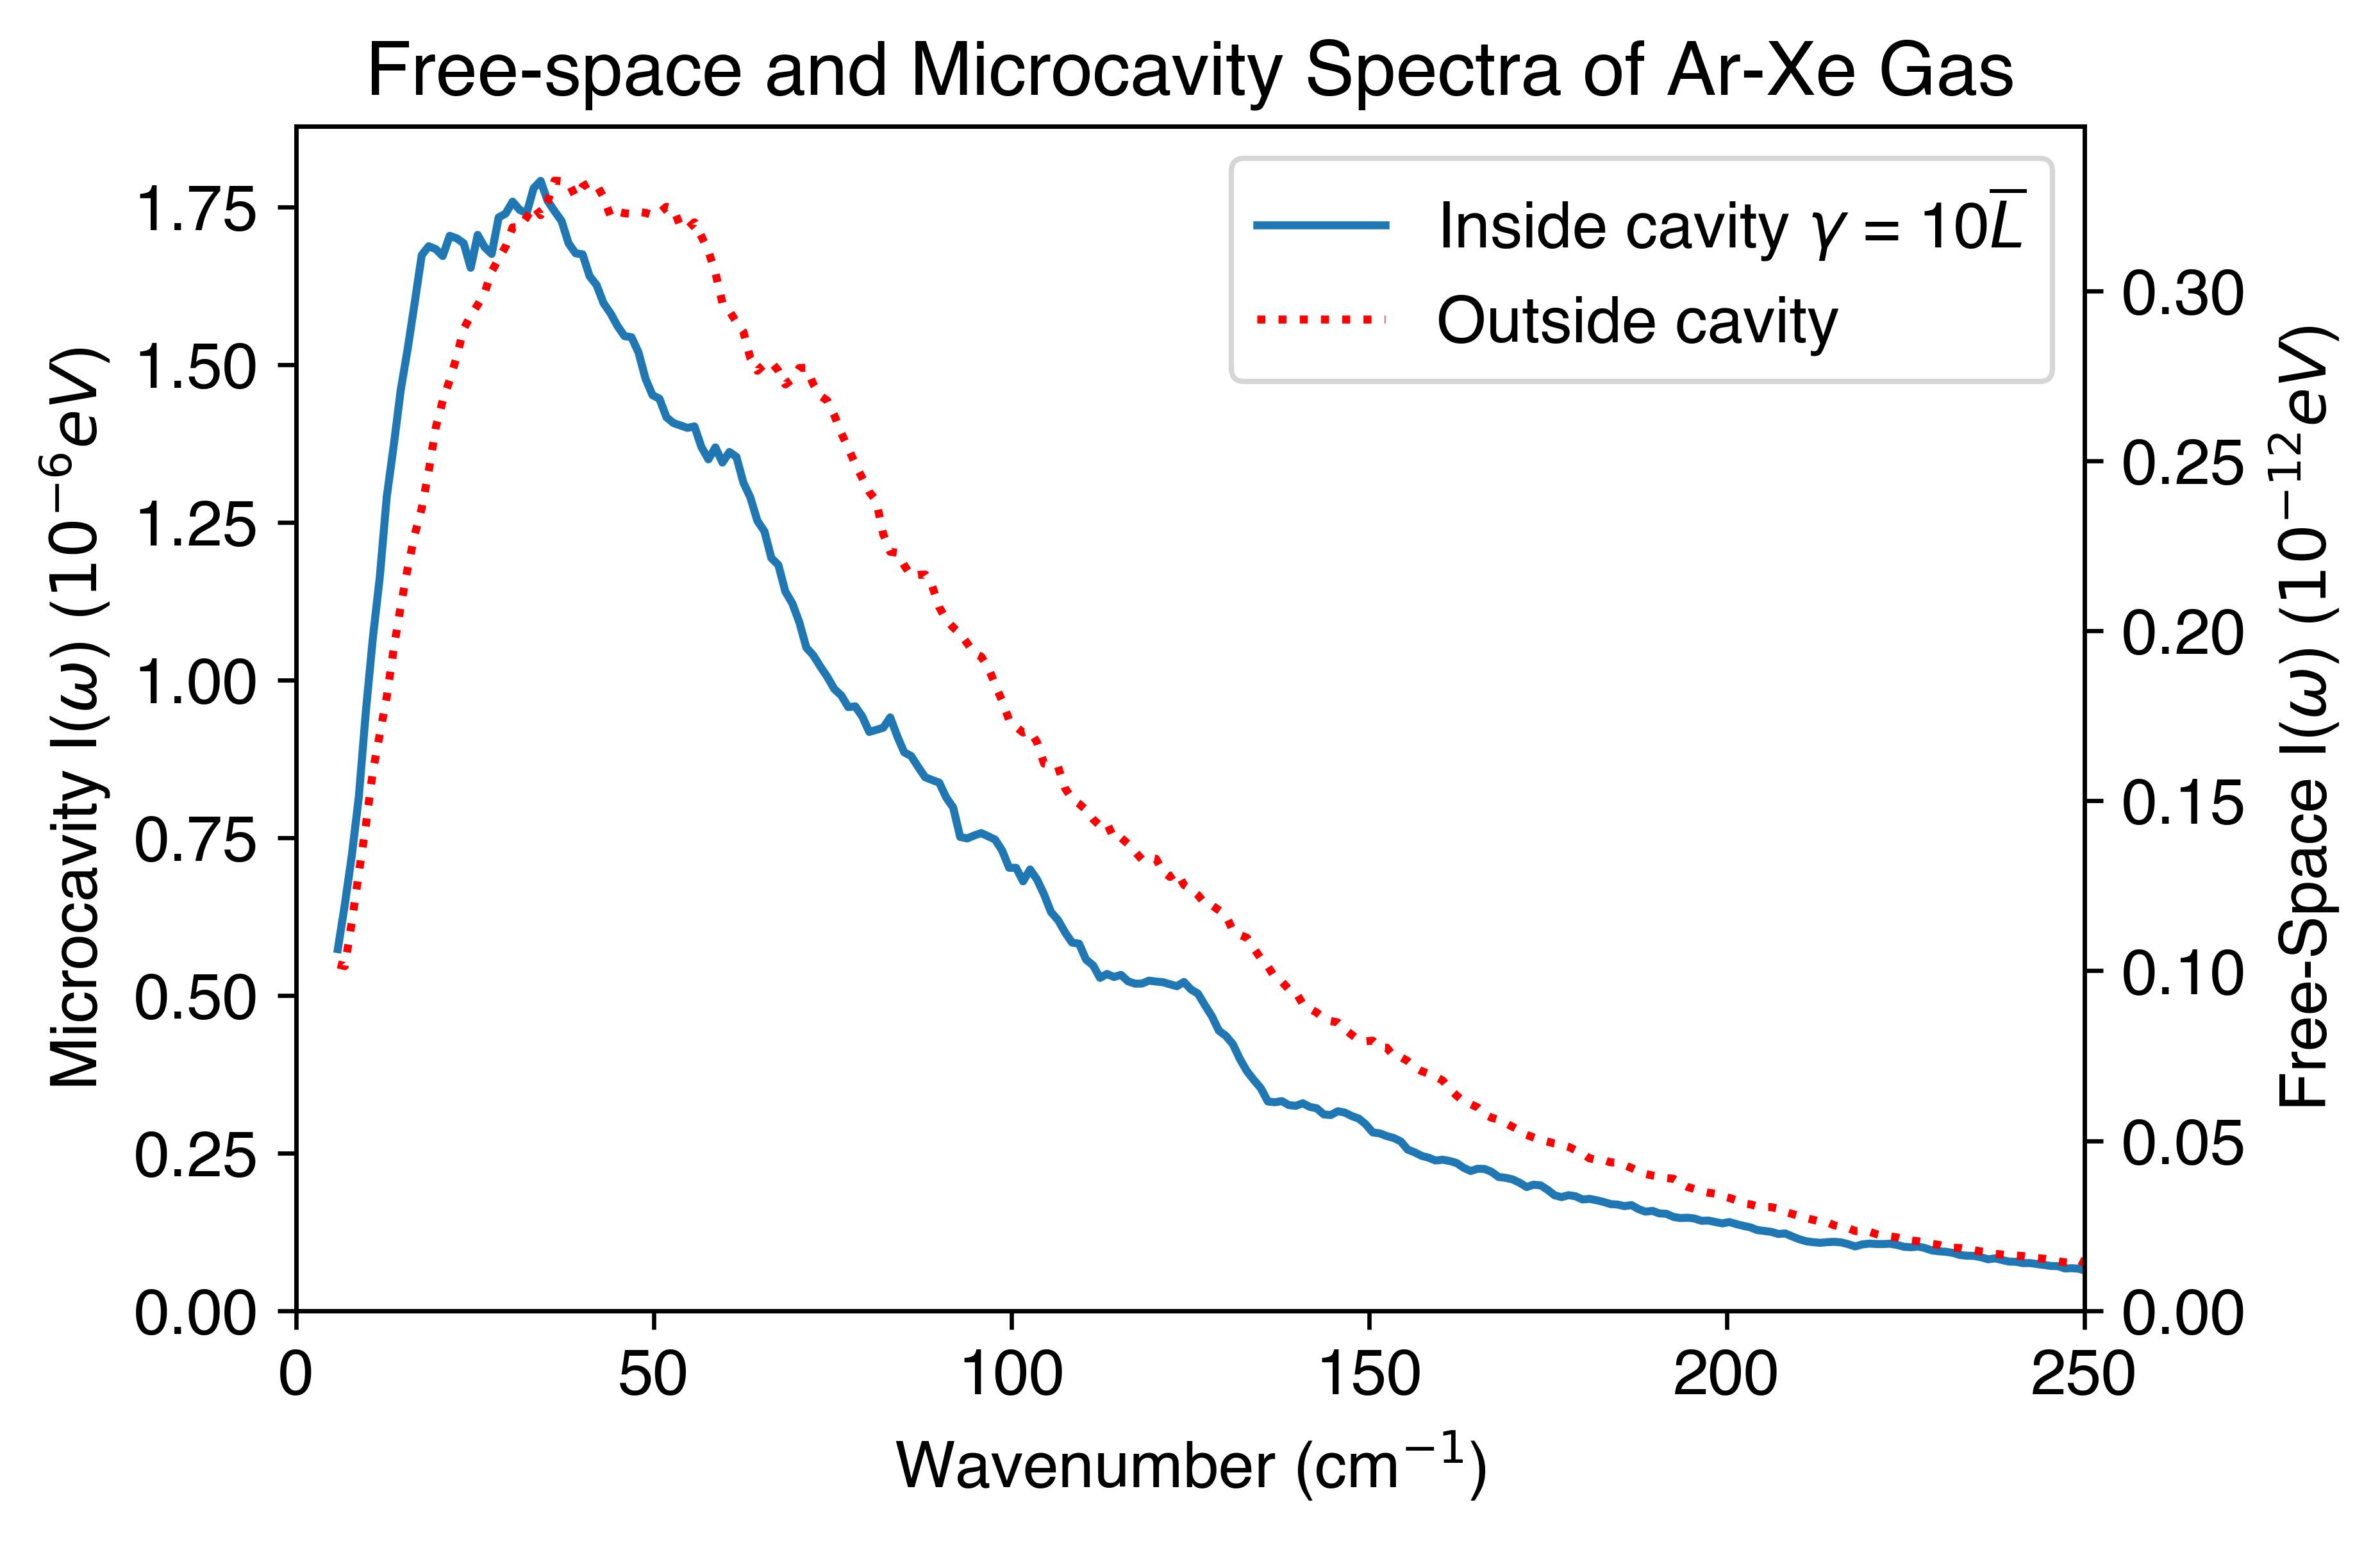 Free-space and Microcavity Spectra of Ar-Xe Gas
Inside cavity γ = 10L̅
Outside cavity
Microcavity I(ω) (10⁻⁶eV)
1.75
1.50
1.25
1.00
0.75
0.50
0.25
0.00
Free-Space I(ω) (10⁻¹²eV)
0.30
0.25
0.20
0.15
0.10
0.05
0.00
0 50 100 150 200 250
Wavenumber (cm⁻¹)